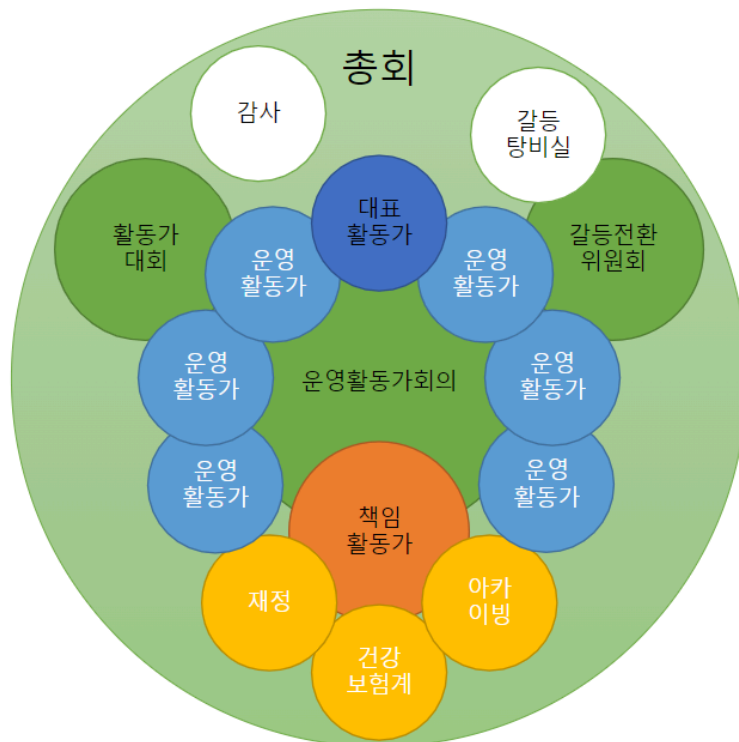 총회
감사
갈등
탕비실
대표
활동가
활동가
대회
갈등전환
위원회
운영
활동가
운영
활동가
운영
활동가
운영활동가회의
운영
활동가
운영
활동가
운영
활동가
책임
활동가
재정
아카
이빙
건강
보험계